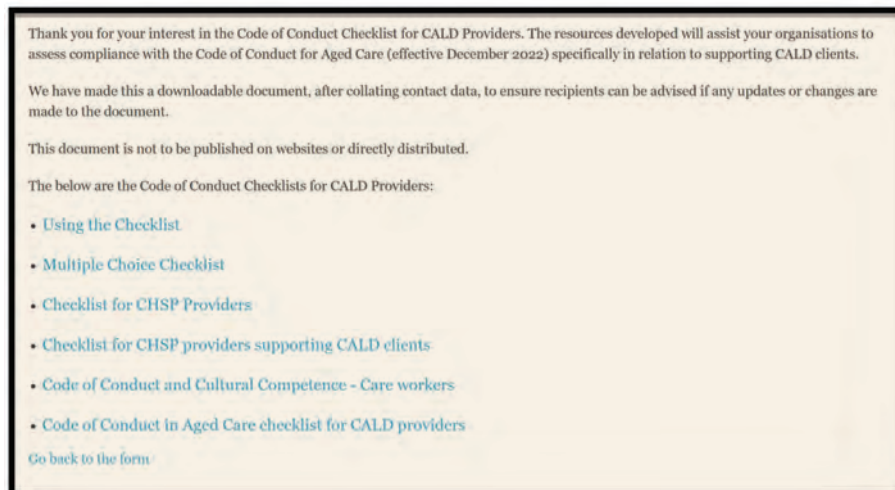 Thank you for your interest in the Code of Conduct Checklist for CALD Providers. The resources developed will assist your organisations to
assess compliance with the Code of Conduct for Aged Care (effective December 2022) specifically in relation to supporting CALD clients.
We have made this a downloadable document, after collating contact data, to ensure recipients can be advised if any updates or changes are
made to the document.
This document is not to be published on websites or directly distributed.
The below are the Code of Conduct Checklists for CALD Providers:
• Using the Checklist
• Multiple Choice Checklist
• Checklist for CHSP Providers
• Checklist for CHSP providers supporting CALD clients
• Code of Conduct and Cultural Competence - Care workers
• Code of Conduct in Aged Care checklist for CALD providers
Go back to the form